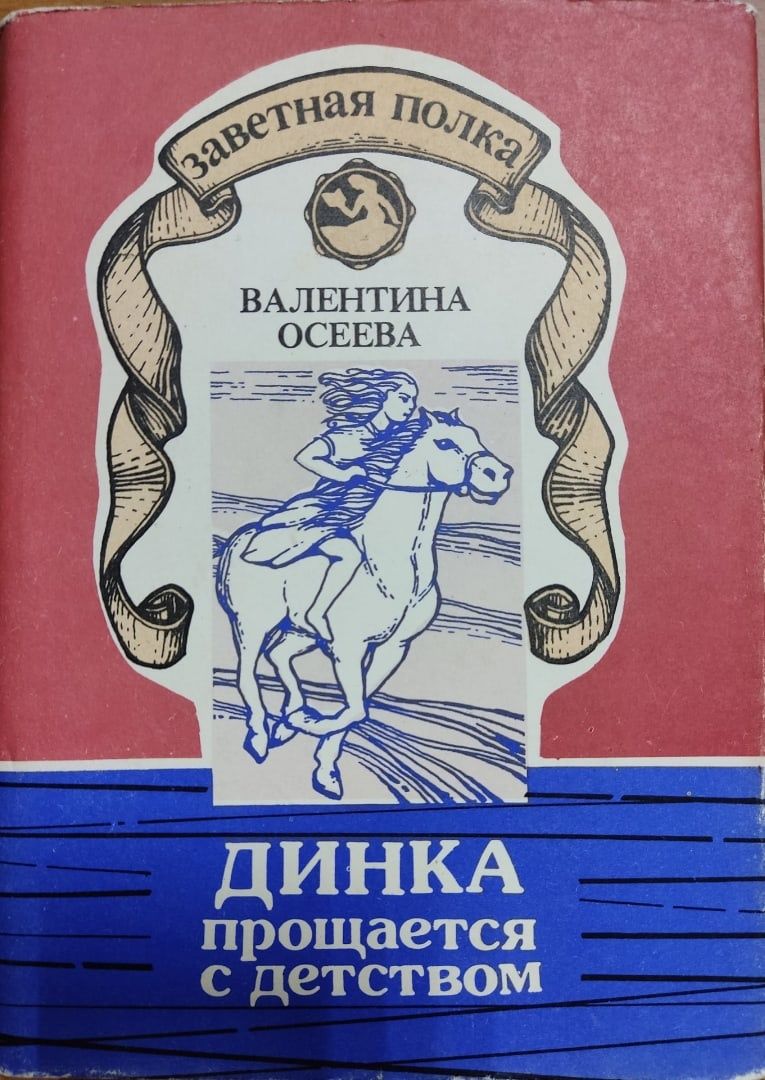 заветная полка
ВАЛЕНТИНА
ОСЕЕВА
ДИНКА
прощается
с детством